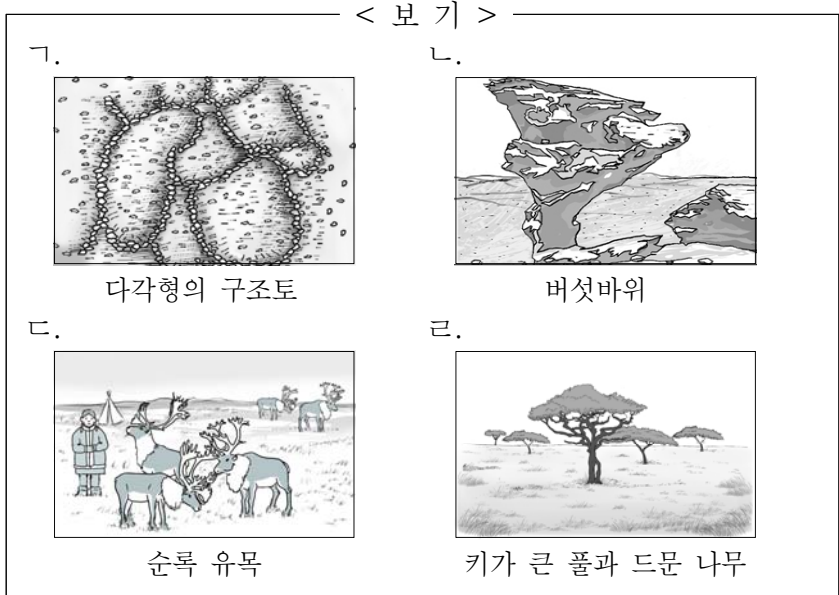 < 보 기 >
ㄱ. ㄴ.
다각형의 구조토 버섯바위
ㄷ. ㄹ.
순록 유목 키가 큰 풀과 드문 나무